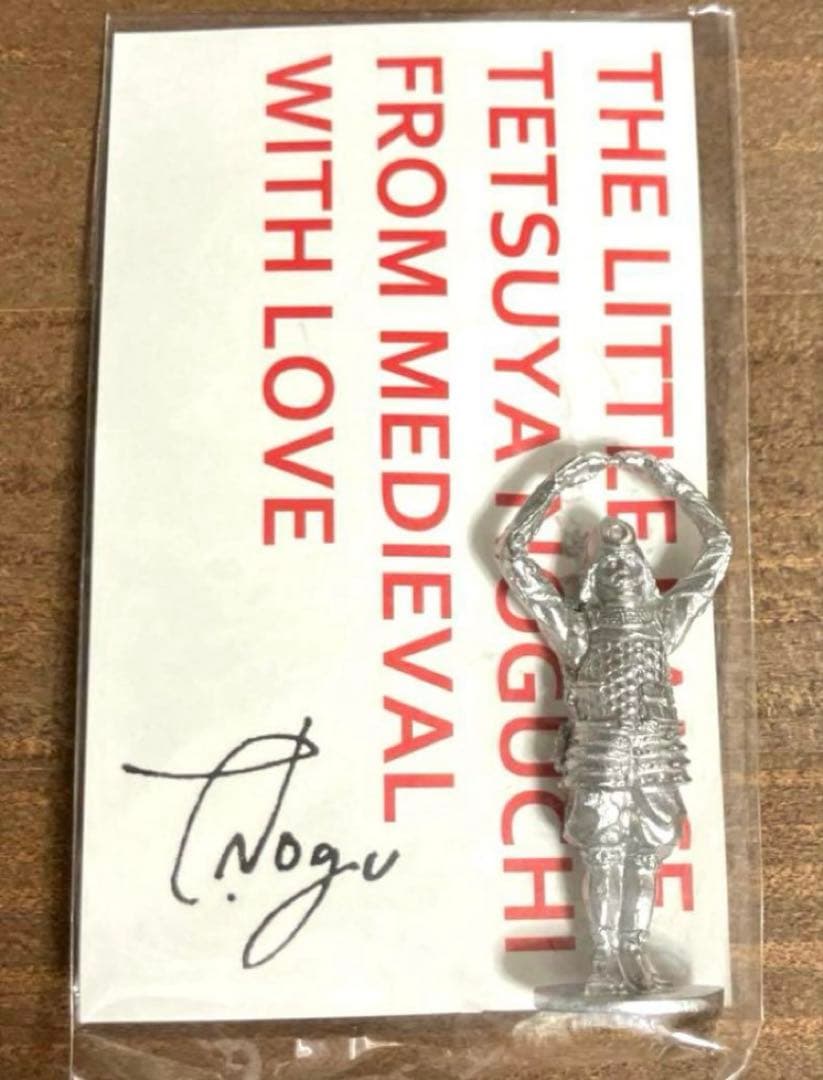 THE LITTLE
TETSUYA NOGUCHI
FROM MEDIEVAL
WITH LOVE
T.Nogu